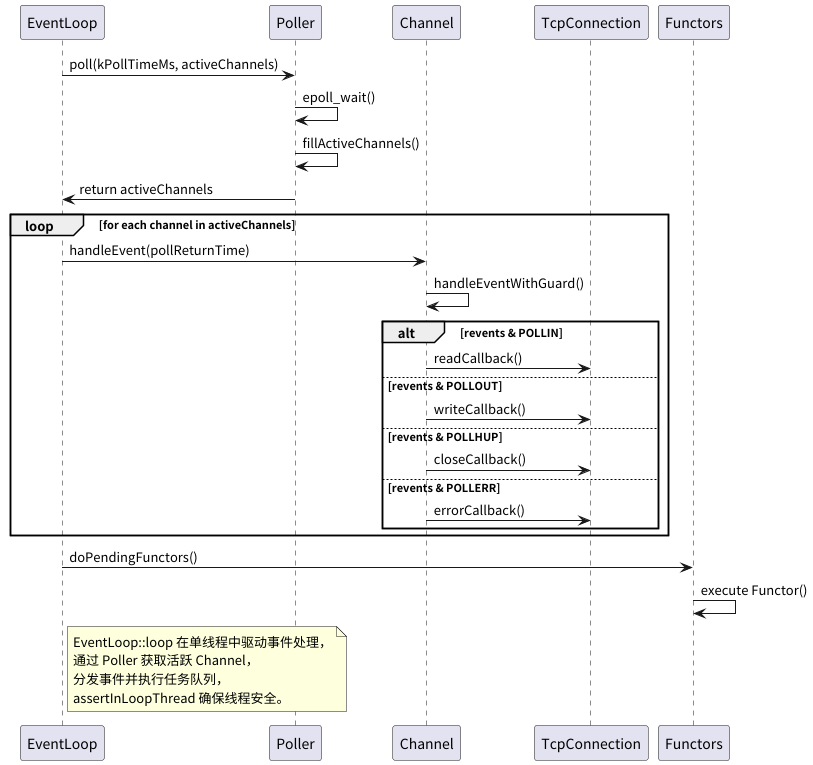 EventLoop Poller Channel TcpConnection Functors
poll(kPollTimeMs, activeChannels)
epoll_wait()
fillActiveChannels()
return activeChannels
loop [for each channel in activeChannels]
handleEvent(pollReturnTime)
handleEventWithGuard()
alt [revents & POLLIN]
readCallback()
[revents & POLLOUT]
writeCallback()
[revents & POLLHUP]
closeCallback()
[revents & POLLERR]
errorCallback()
doPendingFunctors()
execute Functor()
EventLoop::loop 在单线程中驱动事件处理，
通过 Poller 获取活跃 Channel，
分发事件并执行任务队列，
assertInLoopThread 确保线程安全。
EventLoop Poller Channel TcpConnection Functors